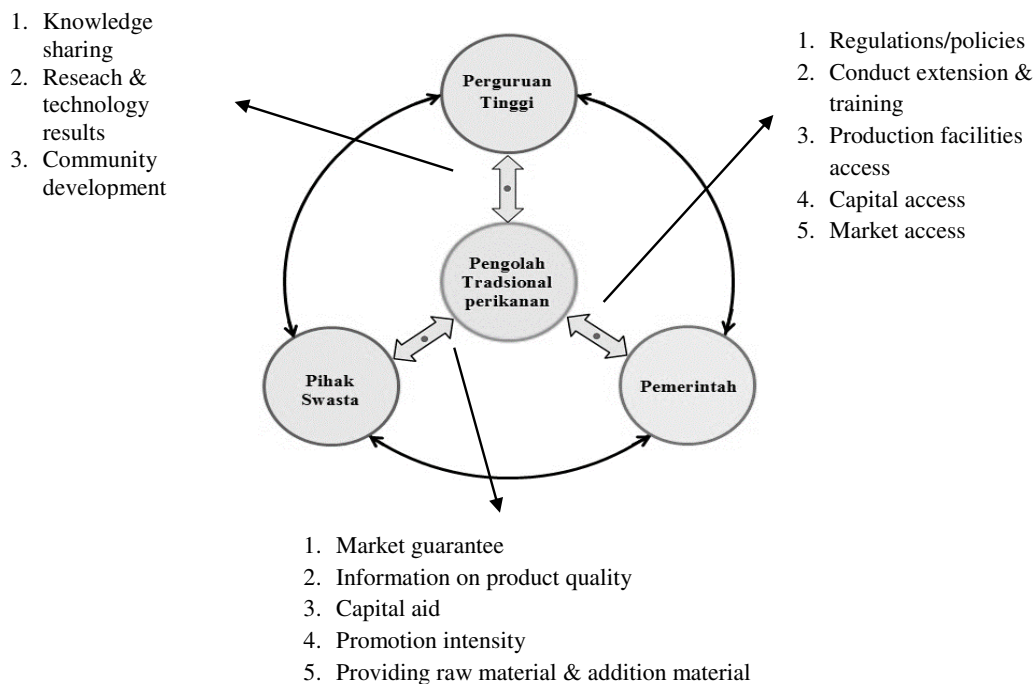 1. Knowledge
sharing
2. Reseach &
technology
results
3. Community
development
Perguruan
Tinggi
1. Regulations/policies
2. Conduct extension &
training
3. Production facilities
access
4. Capital access
5. Market access
Pengolah
Tradsional
perikanan
Pihak
Swasta
Pemerintah
1. Market guarantee
2. Information on product quality
3. Capital aid
4. Promotion intensity
5. Providing raw material & addition material